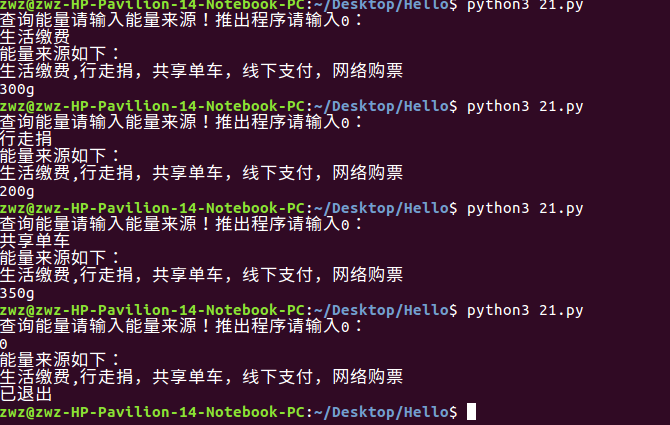 zwz@zwz-HP-Pavilion-14-Notebook-PC:~/Desktop/Hello$ python3 21.py
查询能量请输入能量来源！推出程序请输入0：
生活缴费
能量来源如下：
生活缴费,行走捐，共享单车，线下支付，网络购票
300g
zwz@zwz-HP-Pavilion-14-Notebook-PC:~/Desktop/Hello$ python3 21.py
查询能量请输入能量来源！推出程序请输入0：
行走捐
能量来源如下：
生活缴费,行走捐，共享单车，线下支付，网络购票
200g
zwz@zwz-HP-Pavilion-14-Notebook-PC:~/Desktop/Hello$ python3 21.py
查询能量请输入能量来源！推出程序请输入0：
共享单车
能量来源如下：
生活缴费,行走捐，共享单车，线下支付，网络购票
350g
zwz@zwz-HP-Pavilion-14-Notebook-PC:~/Desktop/Hello$ python3 21.py
查询能量请输入能量来源！推出程序请输入0：
0
能量来源如下：
生活缴费,行走捐，共享单车，线下支付，网络购票
已退出
zwz@zwz-HP-Pavilion-14-Notebook-PC:~/Desktop/Hello$